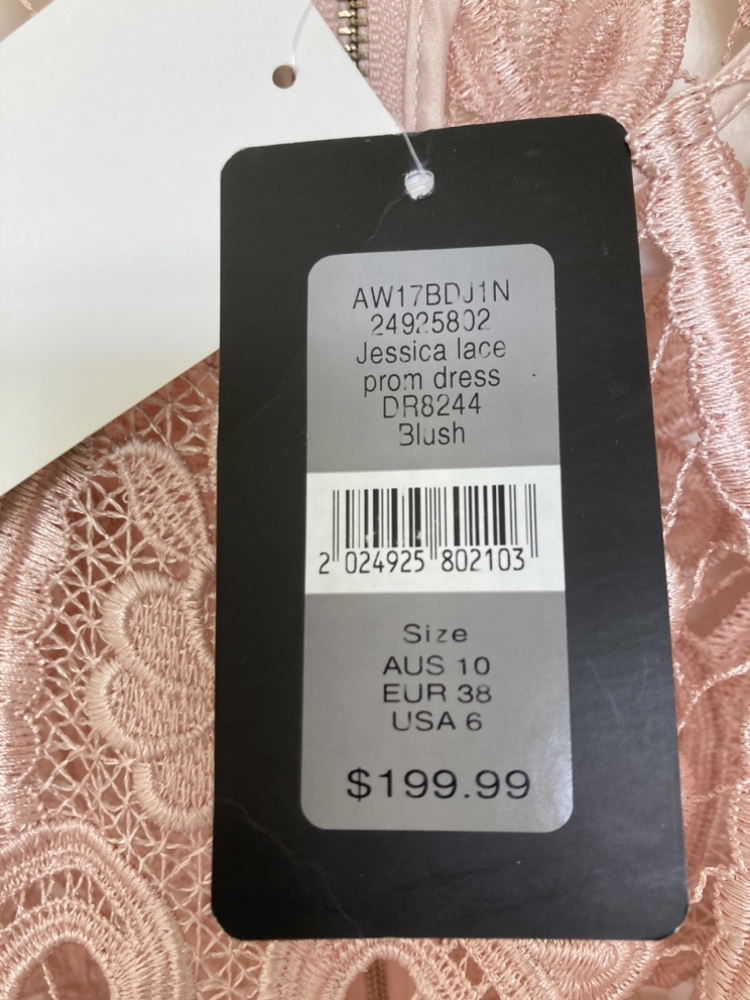 AW17BDJ1N
24925802
Jessica lace
prom dress
DR8244
Blush
2 024925 802103
Size
AUS 10
EUR 38
USA 6
$199.99